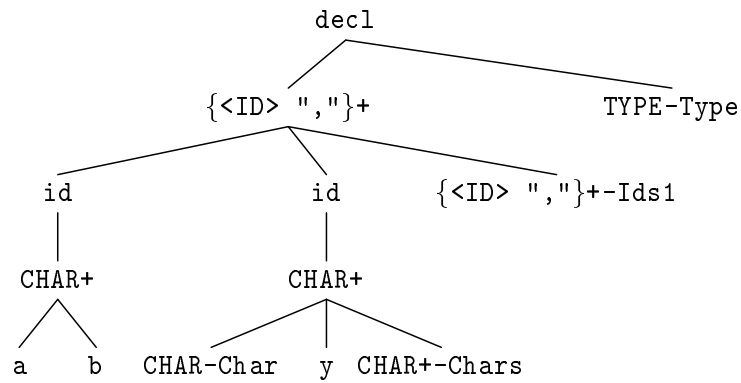 decl
{<ID> ","}+ TYPE-Type
id id {<ID> ","}+-Ids1
CHAR+ CHAR+
a b CHAR-Char y CHAR+-Chars